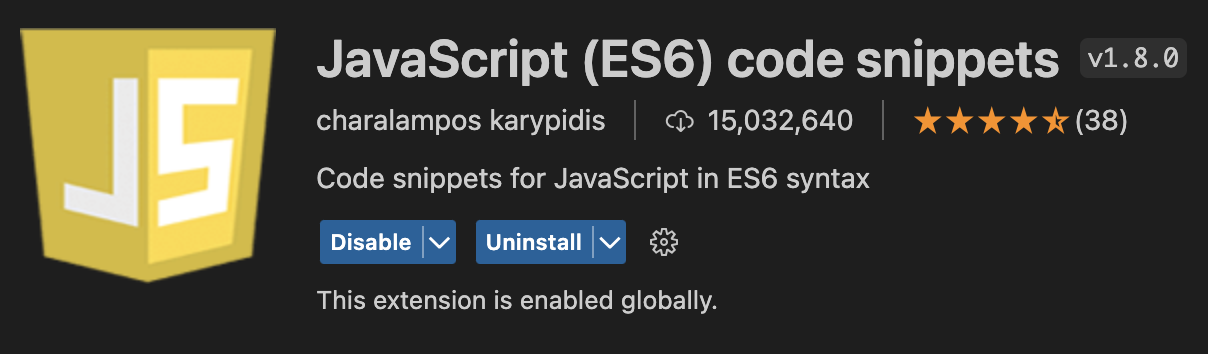 JS
JavaScript (ES6) code snippets v1.8.0
charalampos karypidis 15,032,640 (38)
Code snippets for JavaScript in ES6 syntax
Disable Uninstall
This extension is enabled globally.